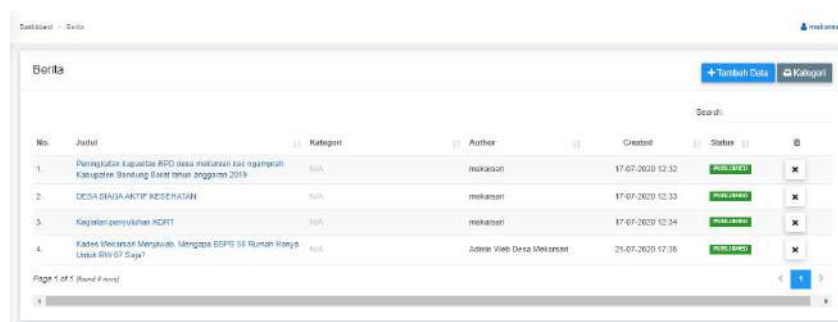 Dashboard > Berita
mekarsari
Berita
+ Tambah Data
Kategori
Search:
No. Judul Kategori Author Created Status
1. Peningkatan kapasitas BPD desa mekarsari kec ngamprah N/A mekarsari 17-07-2020 12:32 PUBLISHED
Kabupaten Bandung Barat tahun anggaran 2019
2. DESA SIAGA AKTIF KESEHATAN N/A mekarsari 17-07-2020 12:33 PUBLISHED
3. Kegiatan penyuluhan KDRT N/A mekarsari 17-07-2020 12:34 PUBLISHED
4. Kades Mekarsari Menjawab, Mengapa BSPS 58 Rumah Hanya N/A Admin Web Desa Mekarsari 21-07-2020 17:35 PUBLISHED
Untuk RW 07 Saja?
Page 1 of 1 (found 4 rows)
1